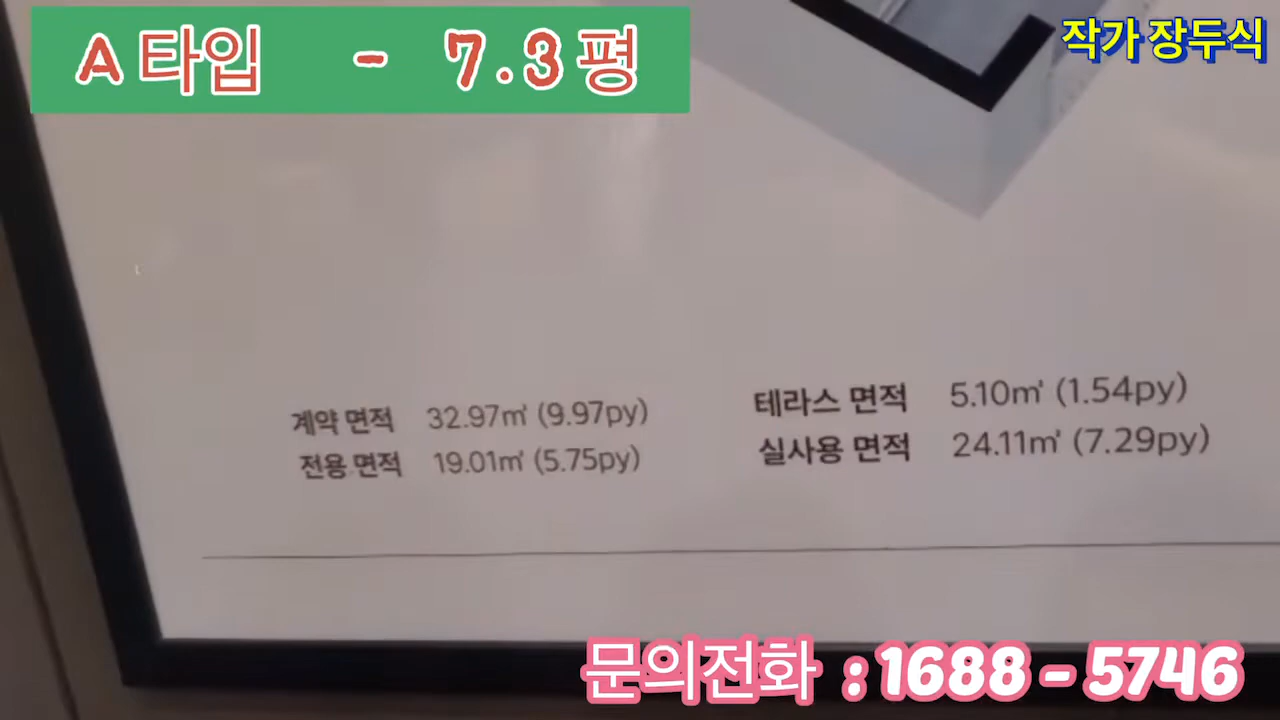 A타입 - 7.3평
작가 장두식
계약 면적 32.97㎡ (9.97py)
전용 면적 19.01㎡ (5.75py)
테라스 면적 5.10㎡ (1.54py)
실사용 면적 24.11㎡ (7.29py)
문의전화 : 1688 - 5746